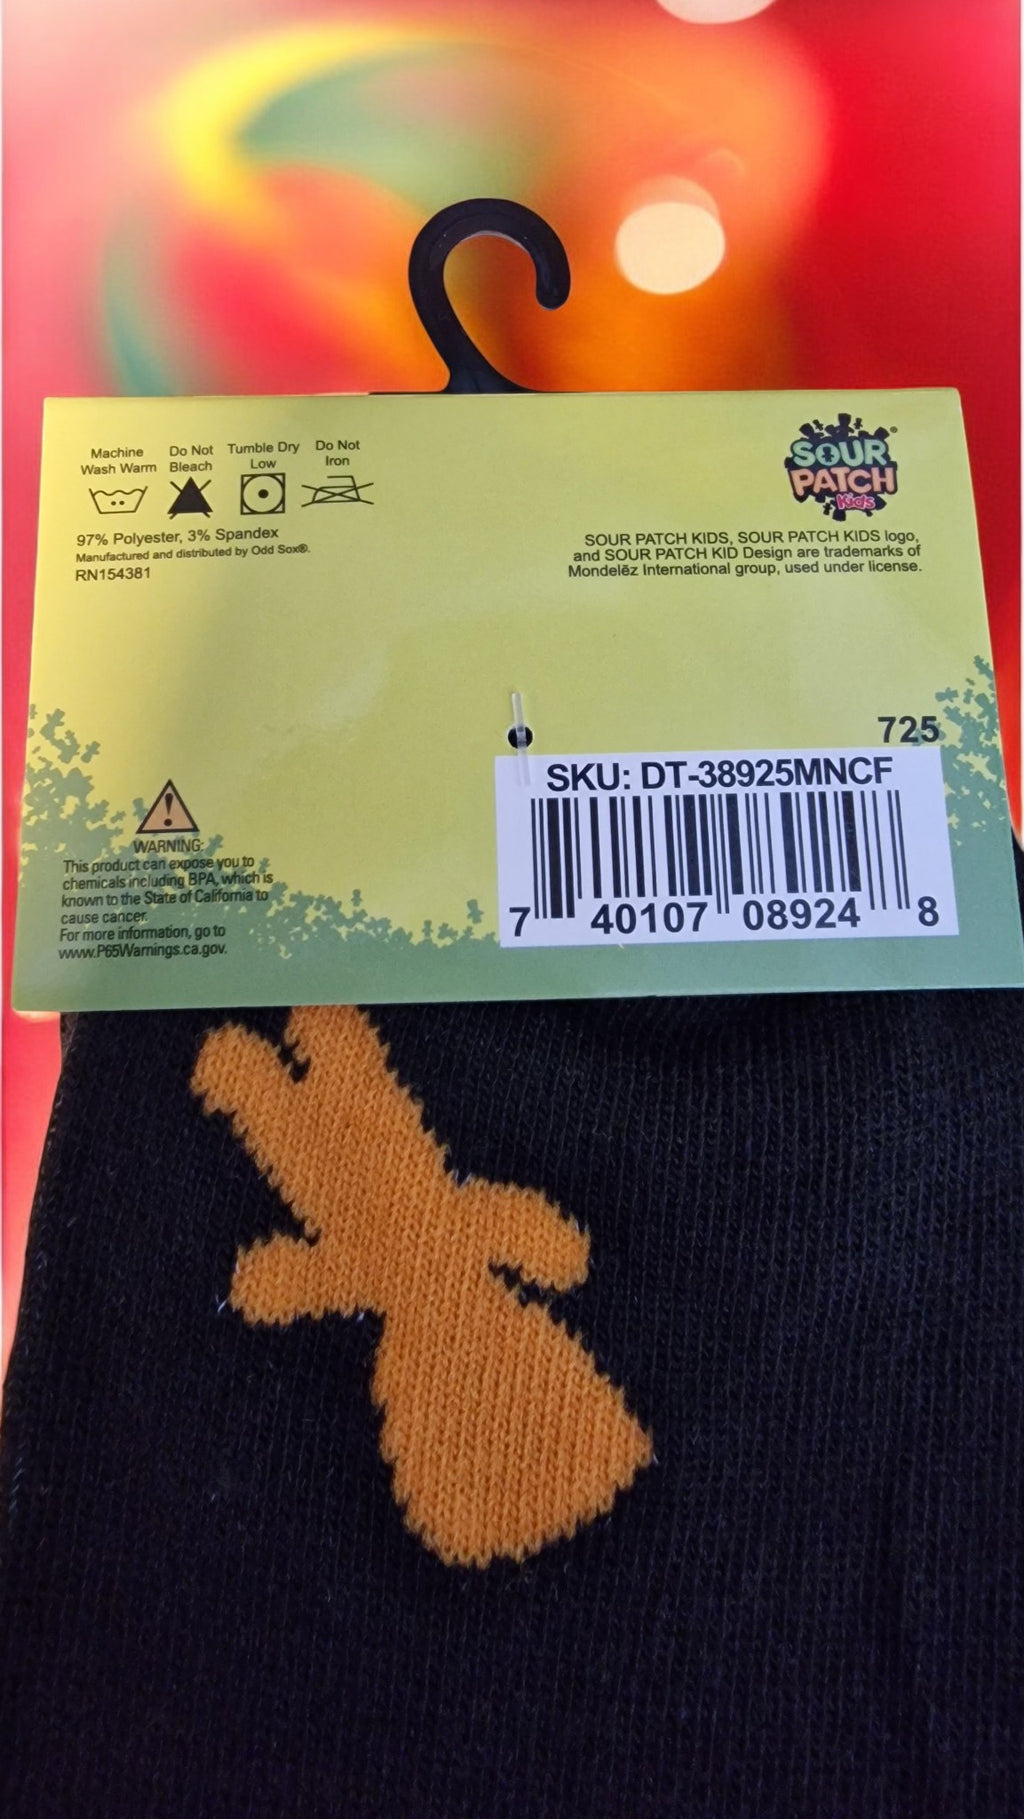 Machine
Wash Warm
Do Not
Bleach
Tumble Dry
Low
Do Not
Iron
97% Polyester, 3% Spandex
Manufactured and distributed by Odd Sox®.
RN154381
SOUR
PATCH
Kids
®
SOUR PATCH KIDS, SOUR PATCH KIDS logo,
and SOUR PATCH KID Design are trademarks of
Mondelēz International group, used under license.
725
SKU: DT-38925MNCF
7 40107 08924 8
WARNING:
This product can expose you to
chemicals including BPA, which is
known to the State of California to
cause cancer.
For more information, go to
www.P65Warnings.ca.gov.